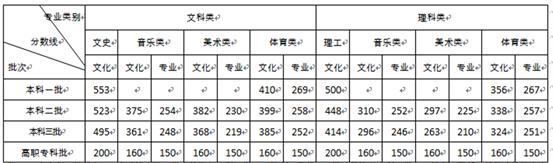 专业类别 文科类 理科类
分数线 文史 音乐类 美术类 体育类 理工 音乐类 美术类 体育类
批次 文化 文化 专业 文化 专业 文化 专业 文化 文化 专业 文化 专业 文化 专业
本科一批 553 410 269 500 356 267
本科二批 523 375 254 382 230 399 258 448 310 252 297 225 338 257
本科三批 495 361 248 368 219 385 252 414 296 246 263 210 324 251
高职专科批 200 160 150 160 150 160 150 200 160 150 160 150 160 150